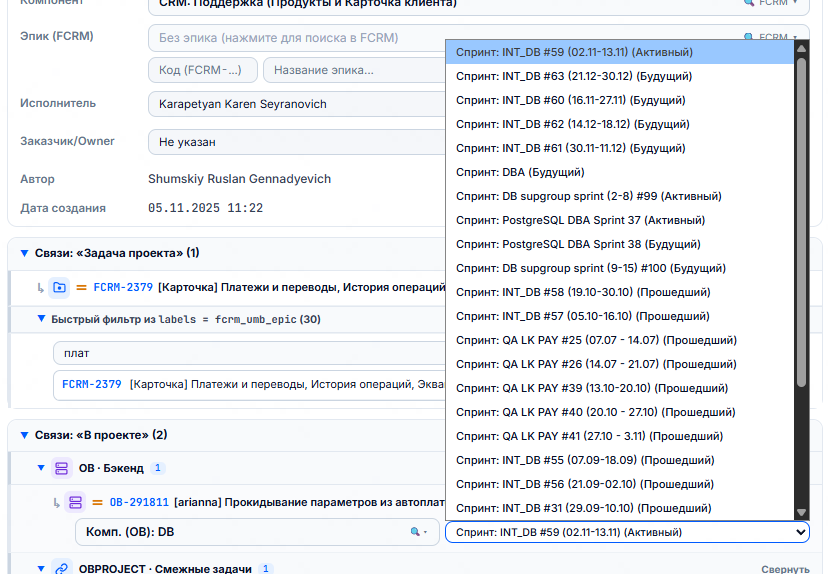 Компонент
CRM: Поддержка (Продукты и Карточка клиента)
FCRM
Эпик (FCRM)
Без эпика (нажмите для поиска в FCRM)
FCRM
Код (FCRM-…)
Название эпика...
Исполнитель
Karapetyan Karen Seyranovich
Заказчик/Owner
Не указан
Автор
Shumskiy Ruslan Gennadyevich
Дата создания
05.11.2025 11:22
Связи: «Задача проекта» (1)
FCRM-2379 [Карточка] Платежи и переводы, История операций
Быстрый фильтр из labels = fcrm_umb_epic (30)
плат
FCRM-2379 [Карточка] Платежи и переводы, История операций, Эква
Связи: «В проекте» (2)
OB · Бэкенд 1
OB-291811 [arianna] Прокидывание параметров из автоплат
Комп. (OB): DB
Спринт: INT_DB #59 (02.11-13.11) (Активный)
OBPROJECT · Смежные задачи 1
Свернуть
Спринт: INT_DB #59 (02.11-13.11) (Активный)
Спринт: INT_DB #63 (21.12-30.12) (Будущий)
Спринт: INT_DB #60 (16.11-27.11) (Будущий)
Спринт: INT_DB #62 (14.12-18.12) (Будущий)
Спринт: INT_DB #61 (30.11-11.12) (Будущий)
Спринт: DBA (Будущий)
Спринт: DB supgroup sprint (2-8) #99 (Активный)
Спринт: PostgreSQL DBA Sprint 37 (Активный)
Спринт: PostgreSQL DBA Sprint 38 (Будущий)
Спринт: DB supgroup sprint (9-15) #100 (Будущий)
Спринт: INT_DB #58 (19.10-30.10) (Прошедший)
Спринт: INT_DB #57 (05.10-16.10) (Прошедший)
Спринт: QA LK PAY #25 (07.07 - 14.07) (Прошедший)
Спринт: QA LK PAY #26 (14.07 - 21.07) (Прошедший)
Спринт: QA LK PAY #39 (13.10-20.10) (Прошедший)
Спринт: QA LK PAY #40 (20.10 - 27.10) (Прошедший)
Спринт: QA LK PAY #41 (27.10 - 3.11) (Прошедший)
Спринт: INT_DB #55 (07.09-18.09) (Прошедший)
Спринт: INT_DB #56 (21.09-02.10) (Прошедший)
Спринт: INT_DB #31 (29.09-10.10) (Прошедший)